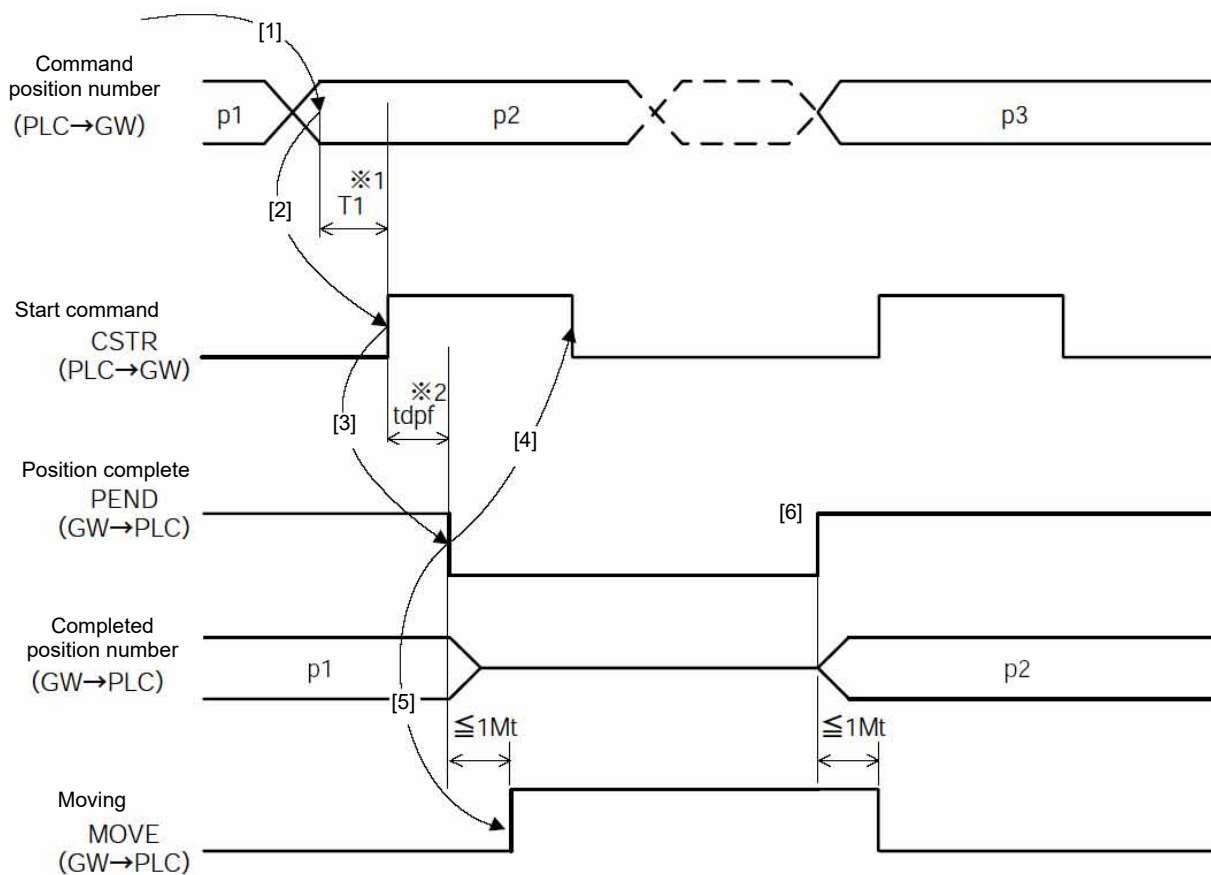 [1]
Command
position number
(PLC→GW)
p1
p2
p3
※1
[2]
T1
Start command
CSTR
(PLC→GW)
※2
[3]
tdpf
[4]
Position complete
PEND
(GW→PLC)
[6]
Completed
position number
(GW→PLC)
p1
p2
[5]
≦1Mt
≦1Mt
Moving
MOVE
(GW→PLC)